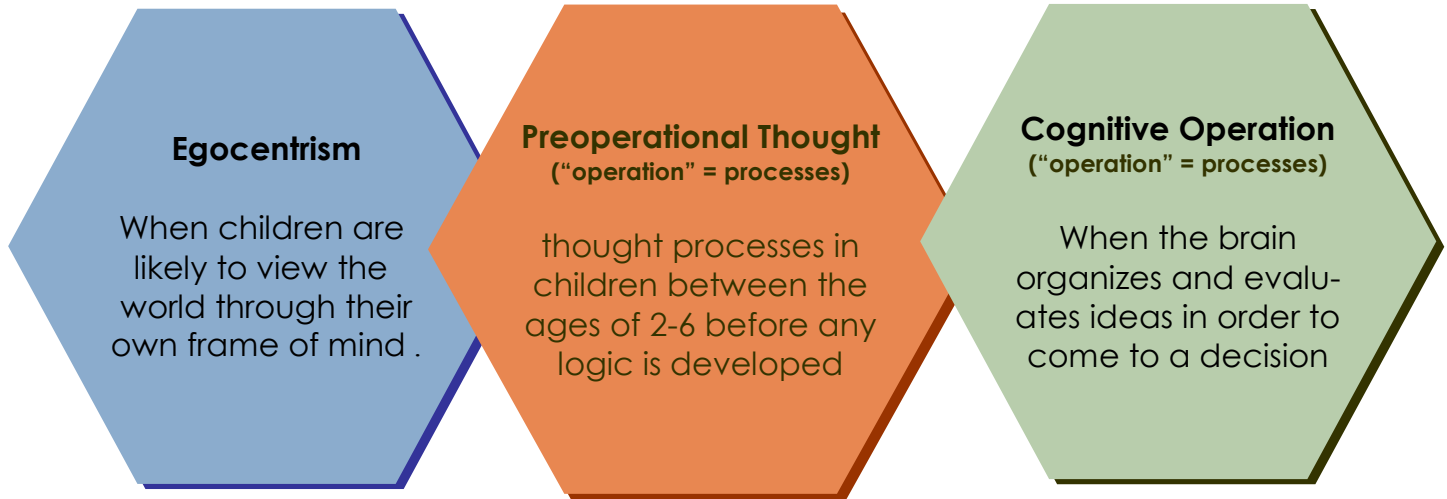 Egocentrism
When children are
likely to view the
world through their
own frame of mind .
Preoperational Thought
(“operation” = processes)
thought processes in
children between the
ages of 2-6 before any
logic is developed
Cognitive Operation
(“operation” = processes)
When the brain
organizes and evalu-
ates ideas in order to
come to a decision